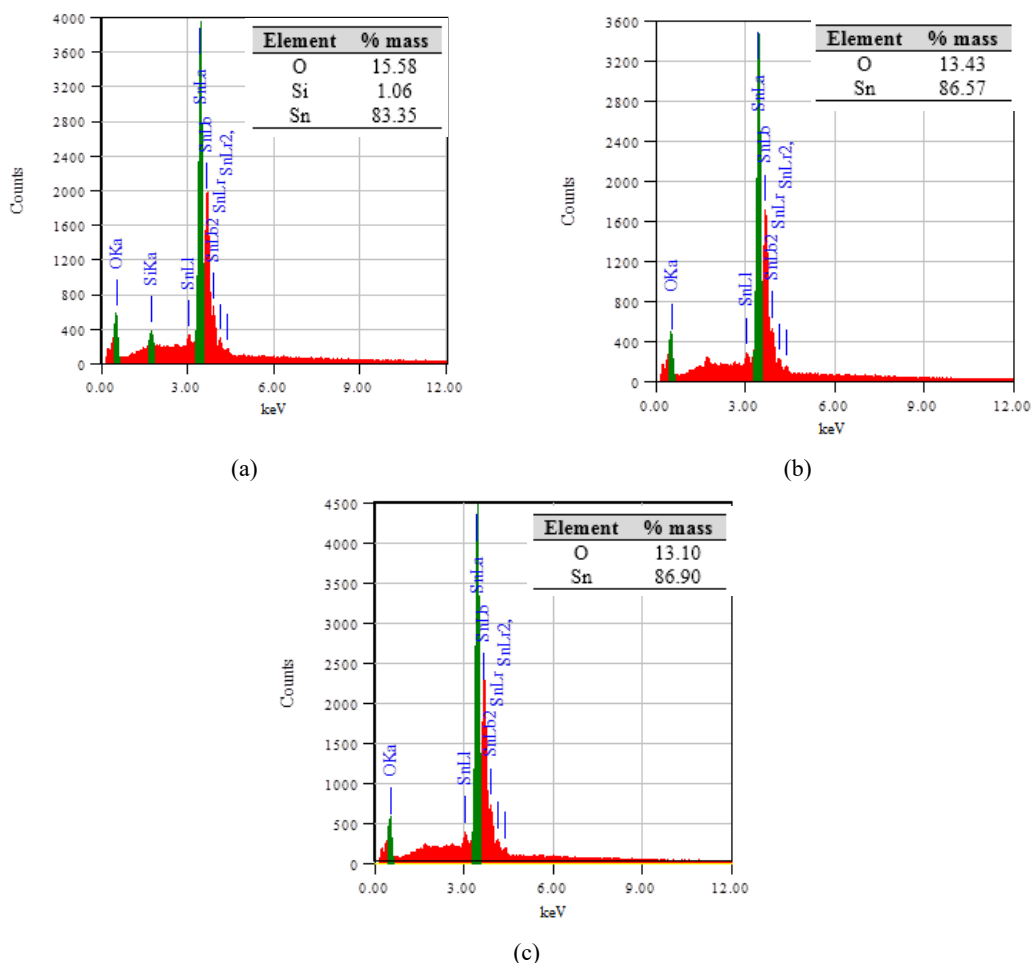 4000
3600
3200
2800
2400
2000
1600
1200
800
400
0
Counts
0.00 3.00 6.00 9.00 12.00
keV
OKa
SiKa
SnLl
SnLa
SnLb
SnLb2
SnLr
SnLr2,
Element % mass
O 15.58
Si 1.06
Sn 83.35
(a)
3600
3200
2800
2400
2000
1600
1200
800
400
0
Counts
0.00 3.00 6.00 9.00 12.00
keV
OKa
SnLl
SnLa
SnLb
SnLb2
SnLr
SnLr2,
Element % mass
O 13.43
Sn 86.57
(b)
4500
4000
3500
3000
2500
2000
1500
1000
500
0
Counts
0.00 3.00 6.00 9.00 12.00
keV
OKa
SnLl
SnLa
SnLb
SnLb2
SnLr
SnLr2,
Element % mass
O 13.10
Sn 86.90
(c)